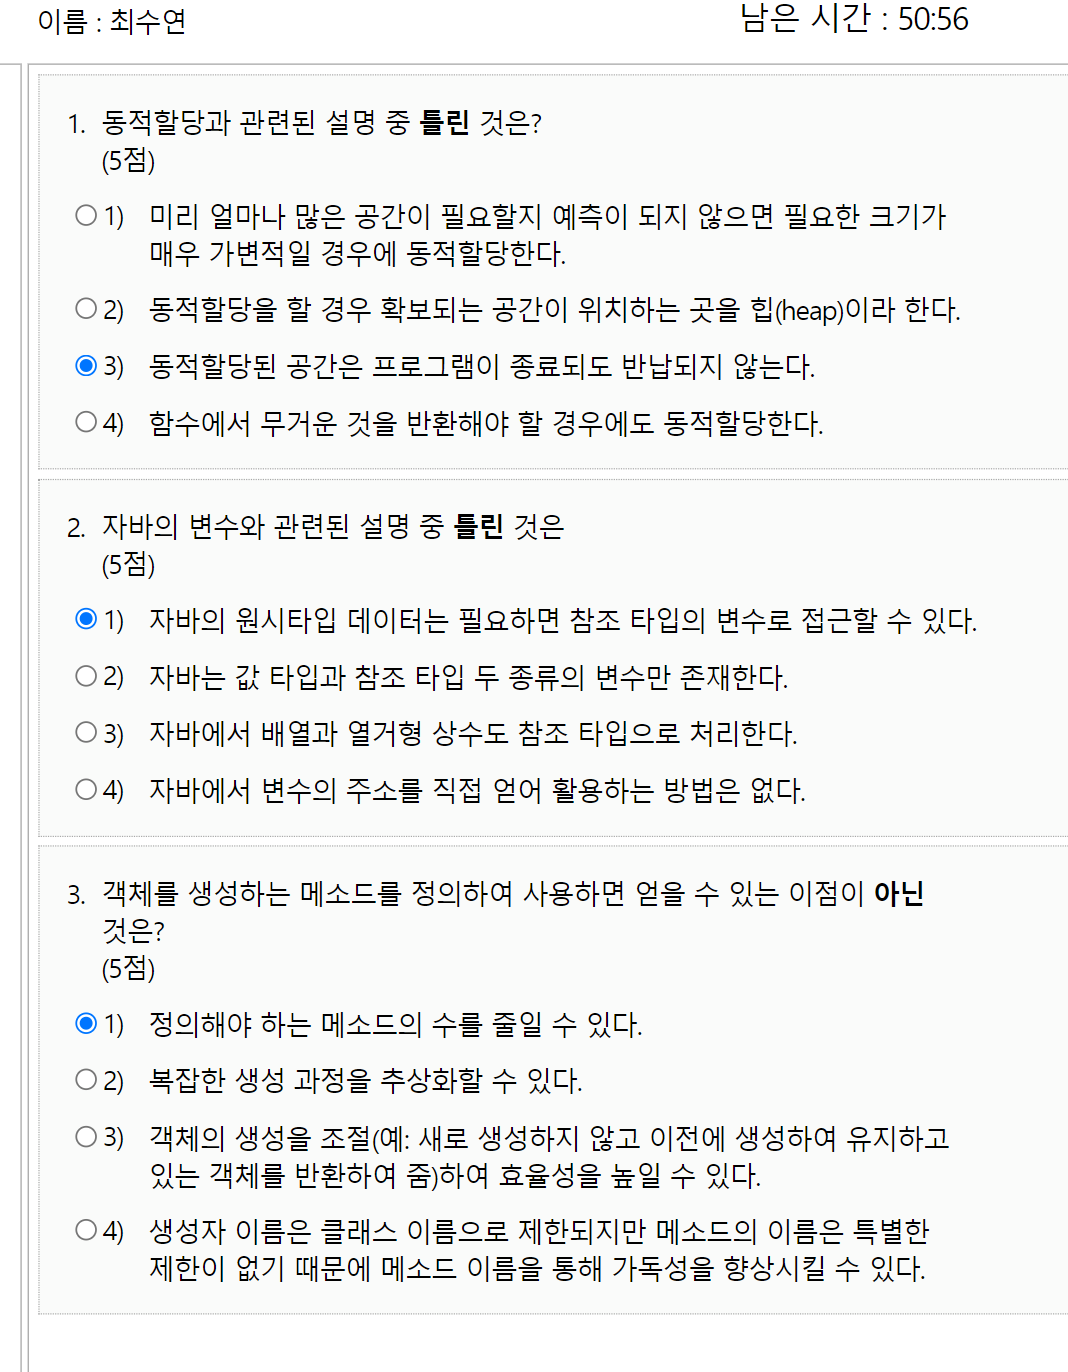 이름 : 최수연
남은 시간 : 50:56
1. 동적할당과 관련된 설명 중 틀린 것은?
(5점)
1) 미리 얼마나 많은 공간이 필요할지 예측이 되지 않으면 필요한 크기가
매우 가변적일 경우에 동적할당한다.
2) 동적할당을 할 경우 확보되는 공간이 위치하는 곳을 힙(heap)이라 한다.
3) 동적할당된 공간은 프로그램이 종료되도 반납되지 않는다.
4) 함수에서 무거운 것을 반환해야 할 경우에도 동적할당한다.
2. 자바의 변수와 관련된 설명 중 틀린 것은
(5점)
1) 자바의 원시타입 데이터는 필요하면 참조 타입의 변수로 접근할 수 있다.
2) 자바는 값 타입과 참조 타입 두 종류의 변수만 존재한다.
3) 자바에서 배열과 열거형 상수도 참조 타입으로 처리한다.
4) 자바에서 변수의 주소를 직접 얻어 활용하는 방법은 없다.
3. 객체를 생성하는 메소드를 정의하여 사용하면 얻을 수 있는 이점이 아닌
것은?
(5점)
1) 정의해야 하는 메소드의 수를 줄일 수 있다.
2) 복잡한 생성 과정을 추상화할 수 있다.
3) 객체의 생성을 조절(예: 새로 생성하지 않고 이전에 생성하여 유지하고
있는 객체를 반환하여 줌)하여 효율성을 높일 수 있다.
4) 생성자 이름은 클래스 이름으로 제한되지만 메소드의 이름은 특별한
제한이 없기 때문에 메소드 이름을 통해 가독성을 향상시킬 수 있다.